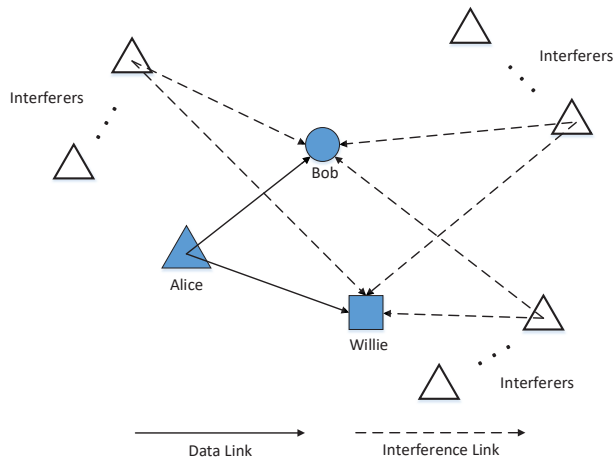 Interferers
Interferers
Bob
Alice
Willie
Interferers
Data Link
Interference Link